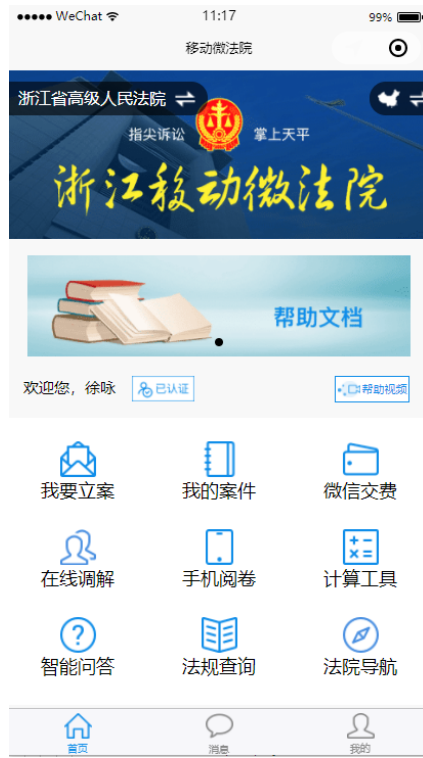 WeChat 11:17 99%
移动微法院
浙江省高级人民法院
指尖诉讼 掌上天平
浙江移动微法院
帮助文档
欢迎您，徐咏 已认证 帮助视频
我要立案 我的案件 微信交费
在线调解 手机阅卷 计算工具
智能问答 法规查询 法院导航
首页 消息 我的